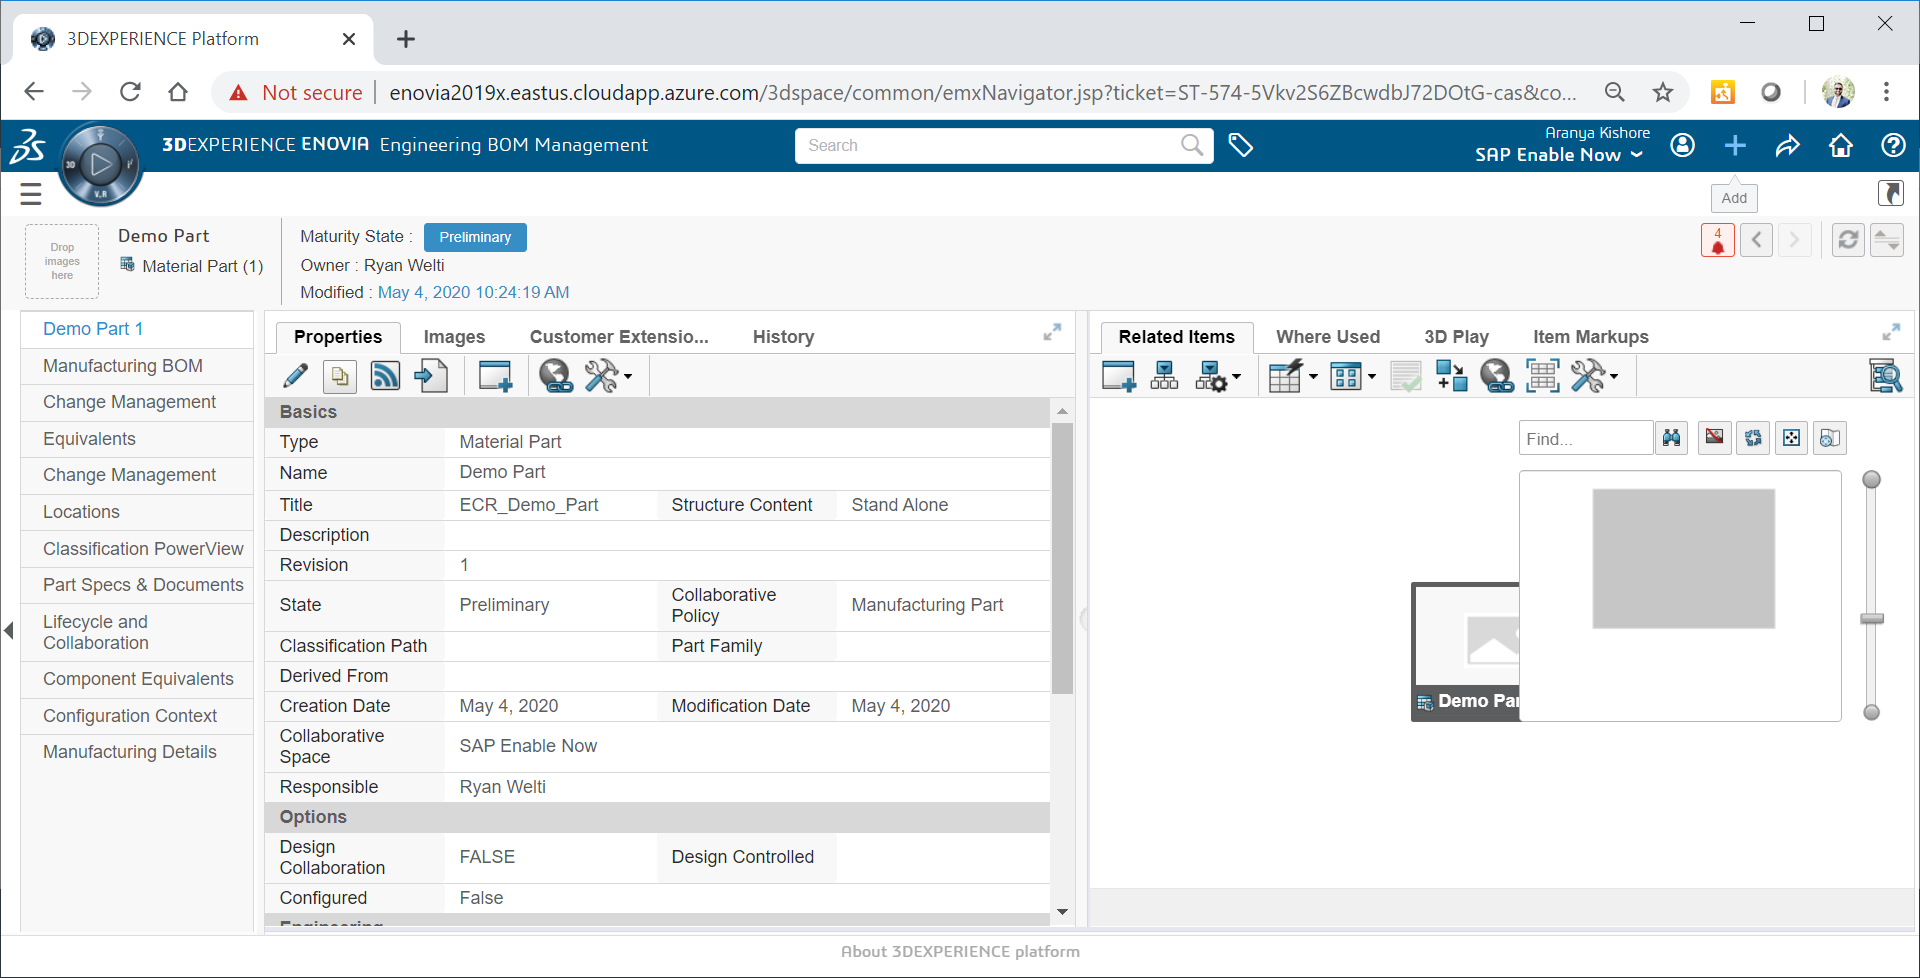 3DEXPERIENCE Platform
Not secure
enovia2019x.eastus.cloudapp.azure.com/3dspace/common/emxNavigator.jsp?ticket=ST-574-5Vkv2S6ZBcwdbJ72DOtG-cas&co...
3DEXPERIENCE ENOVIA Engineering BOM Management
3D
V.R
Search
Aranya Kishore
SAP Enable Now
Add
Drop images here
Demo Part
Material Part (1)
Maturity State : Preliminary
Owner : Ryan Welti
Modified : May 4, 2020 10:24:19 AM
4
Demo Part 1
Manufacturing BOM
Change Management
Equivalents
Change Management
Locations
Classification PowerView
Part Specs & Documents
Lifecycle and
Collaboration
Component Equivalents
Configuration Context
Manufacturing Details
Properties Images Customer Extensio... History
Basics
Type Material Part
Name Demo Part
Title ECR_Demo_Part Structure Content Stand Alone
Description
Revision 1
State Preliminary Collaborative Policy Manufacturing Part
Classification Path Part Family
Derived From
Creation Date May 4, 2020 Modification Date May 4, 2020
Collaborative Space SAP Enable Now
Responsible Ryan Welti
Options
Design Collaboration FALSE Design Controlled
Configured False
Engineering
Related Items Where Used 3D Play Item Markups
Find...
Demo Par
About 3DEXPERIENCE platform